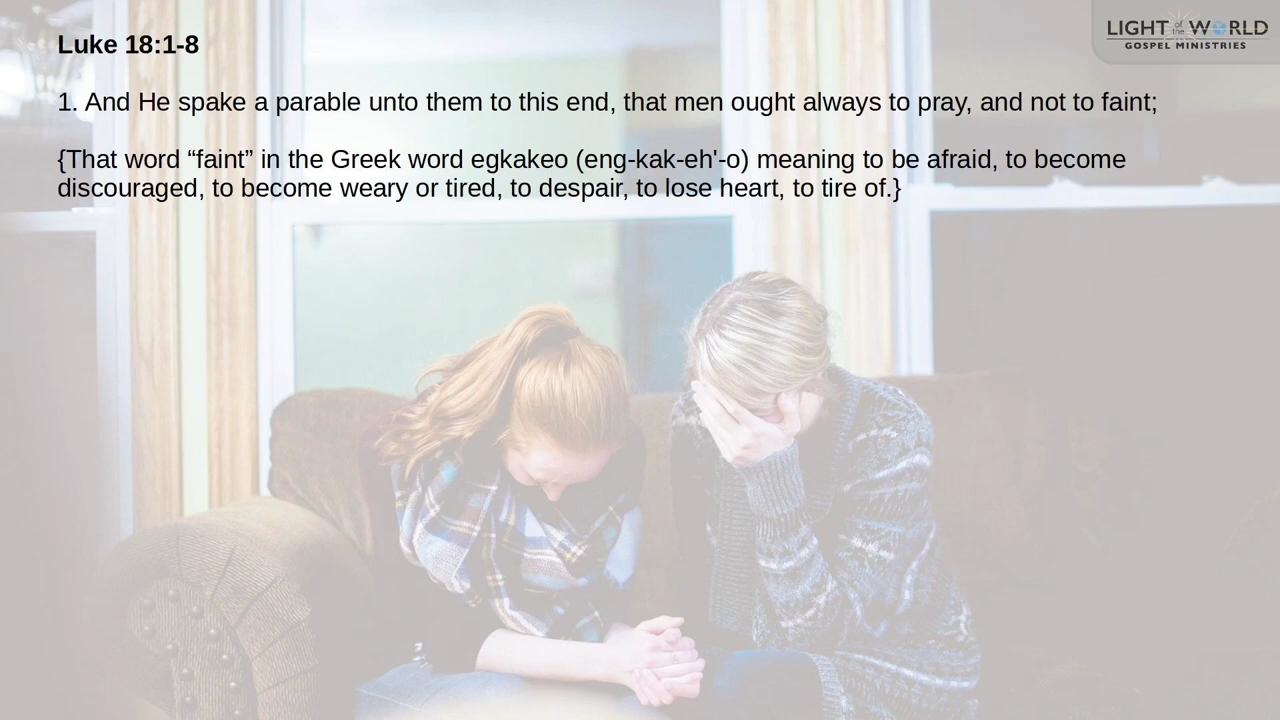 LIGHT of the WORLD
GOSPEL MINISTRIES
Luke 18:1-8
1. And He spake a parable unto them to this end, that men ought always to pray, and not to faint;
{That word “faint” in the Greek word egkakeo (eng-kak-eh'-o) meaning to be afraid, to become
discouraged, to become weary or tired, to despair, to lose heart, to tire of.}